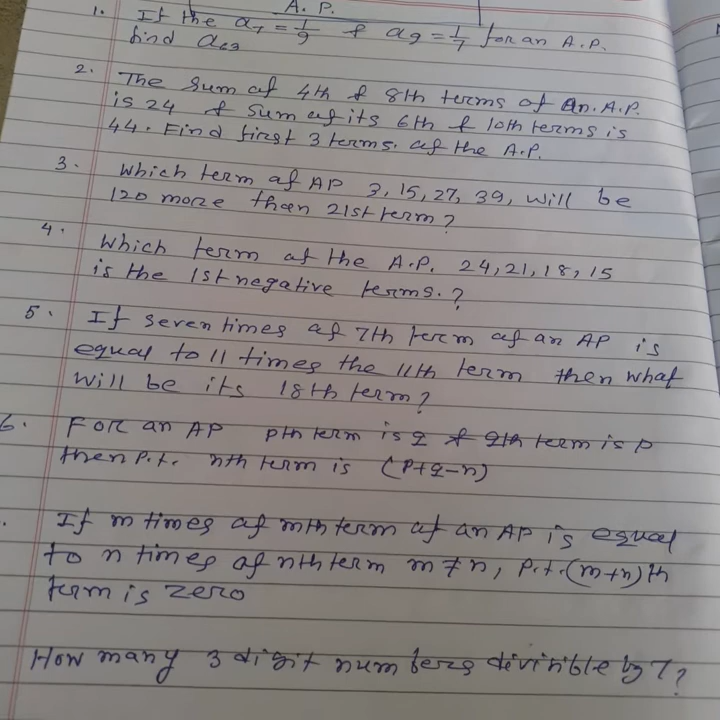 A.P.
1. If the a7 = 1/9 & a9 = 1/7 for an A.P.
find a63
2. The sum of 4th & 8th terms of an. A.P.
is 24 & sum of its 6th & 10th terms is
44. Find first 3 terms. of the A.P.
3. Which term of AP 3, 15, 27, 39, will be
120 more than 21st term?
4. Which term of the A.P. 24, 21, 18, 15
is the 1st negative terms.?
5. If seven times of 7th term of an AP is
equal to 11 times the 11th term then what
will be its 18th term?
6. For an AP pth term is q & qth term is p
then P.t. nth term is (p+q-n)
If m times of mth term of an AP is equal
to n times of nth term m ≠ n, P.t. (m+n)th
term is zero
How many 3 digit numbers divisible by 7?